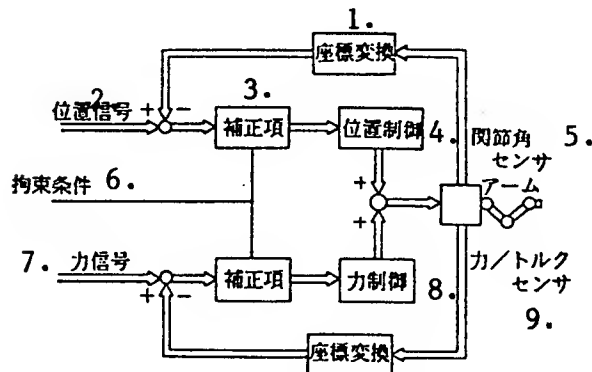 1.
座標変換
2.
位置信号
+ −
3.
補正項
位置制御
4.
関節角
センサ
5.
アーム
拘束条件
6.
+
+
7.
力信号
+ −
補正項
力制御
8.
力/トルク
センサ
9.
座標変換